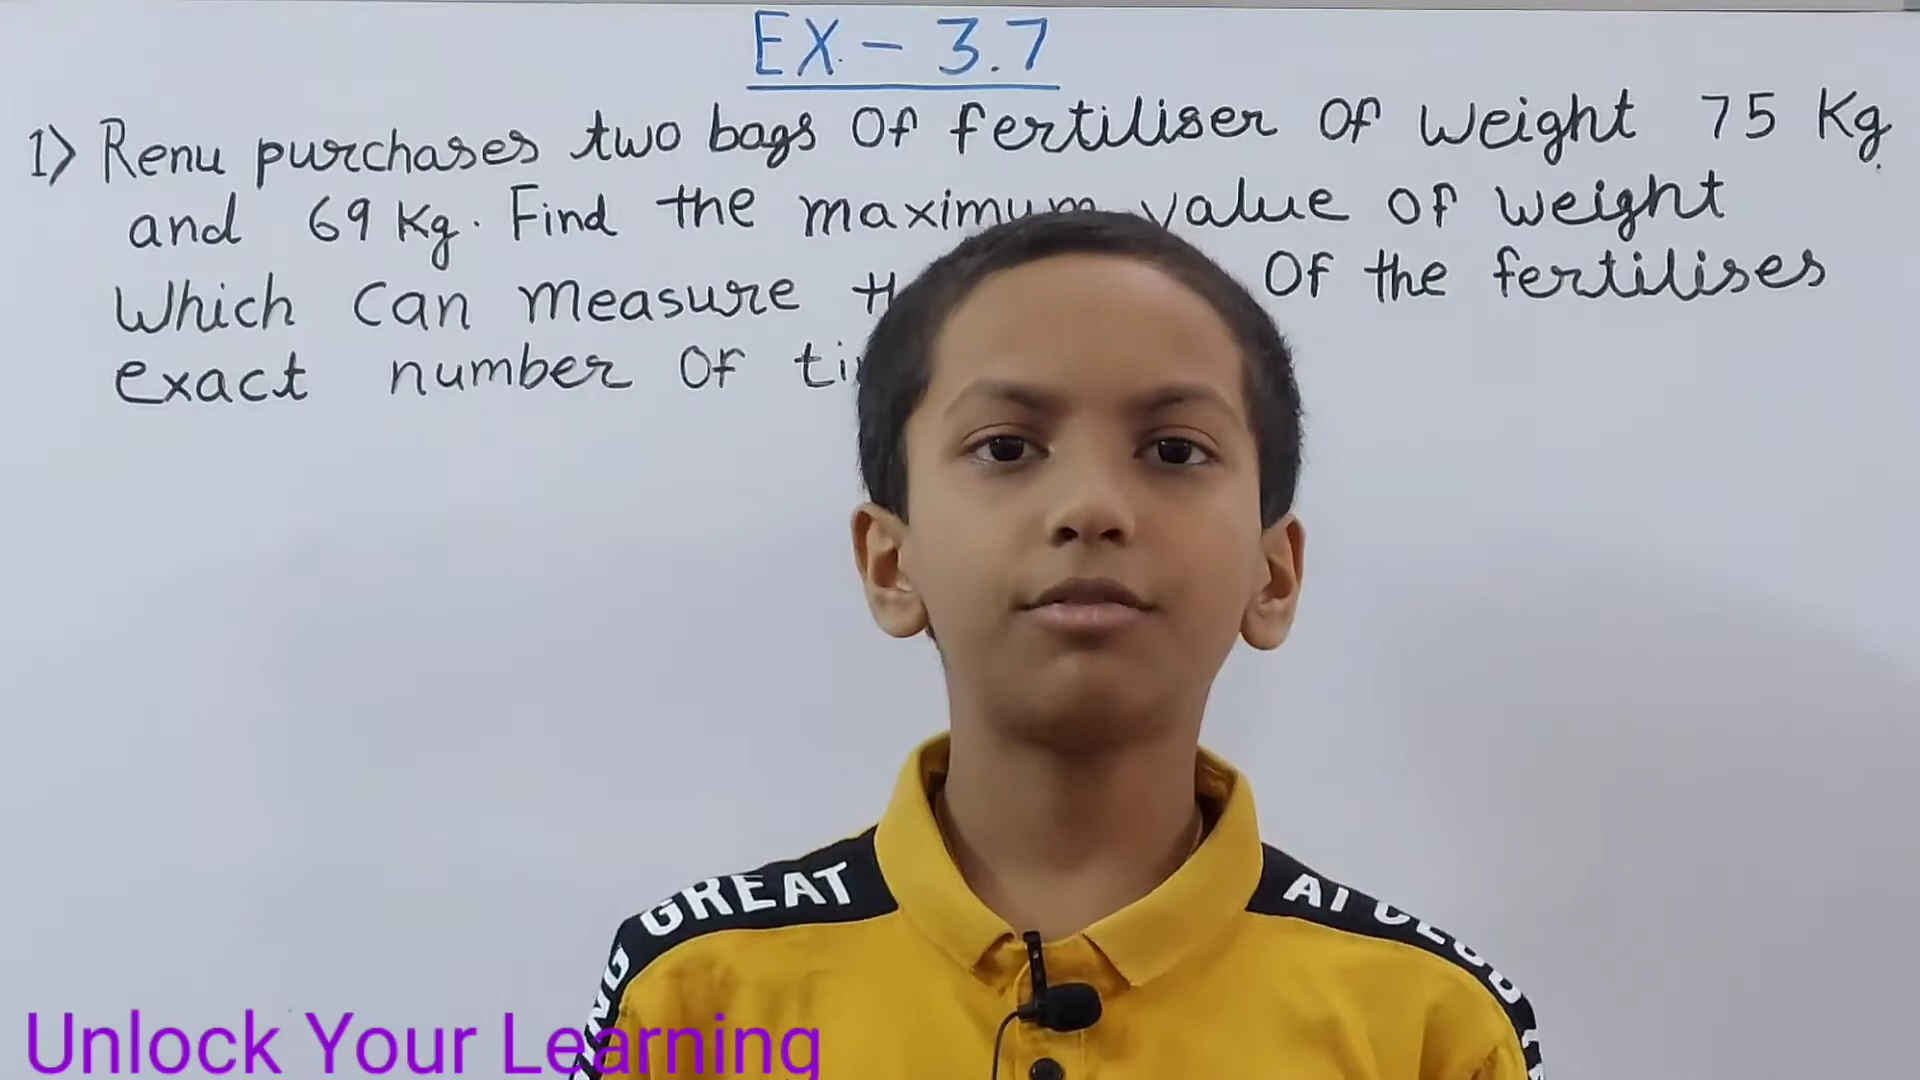 EX - 3.7
1) Renu purchases two bags Of fertiliser Of weight 75 Kg
and 69 Kg. Find the maximum value of weight
Which can measure Of the fertilises
exact number Of
GREAT
Unlock Your Learning